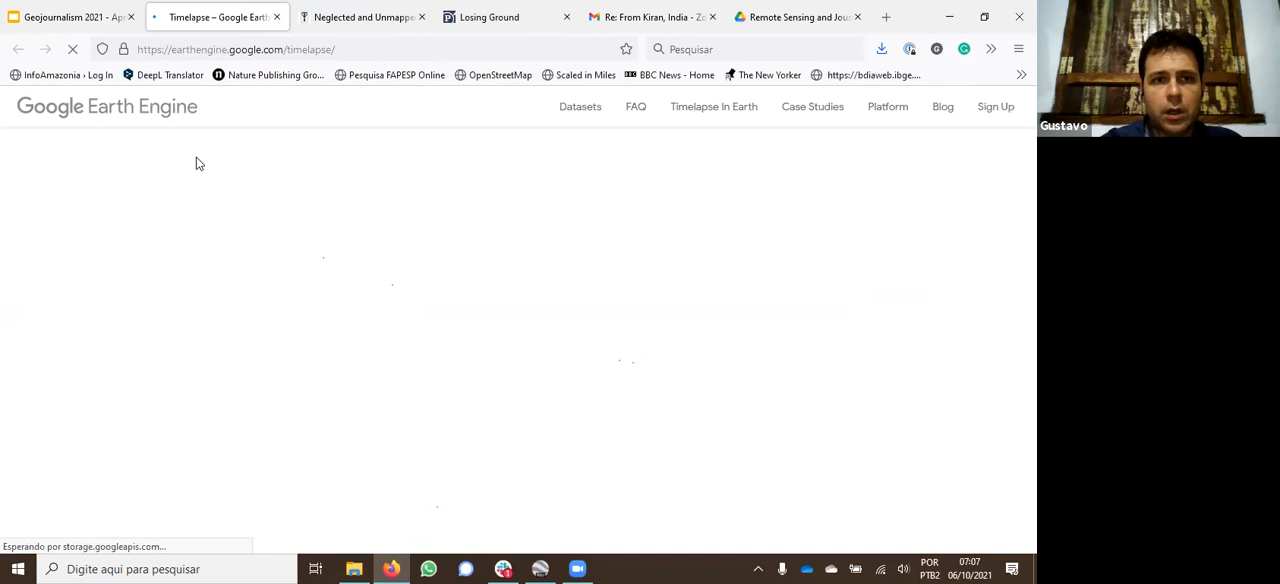 Geojournalism 2021 - Apr
Timelapse – Google Earth
Neglected and Unmappe
Losing Ground
Re: From Kiran, India - Zo
Remote Sensing and Jou
https://earthengine.google.com/timelapse/
Pesquisar
InfoAmazonia › Log In
DeepL Translator
Nature Publishing Gro...
Pesquisa FAPESP Online
OpenStreetMap
Scaled in Miles
BBC News - Home
The New Yorker
https://bdiaweb.ibge....
Google Earth Engine
Datasets
FAQ
Timelapse In Earth
Case Studies
Platform
Blog
Sign Up
Gustavo
Esperando por storage.googleapis.com...
Digite aqui para pesquisar
POR
PTB2
07:07
06/10/2021